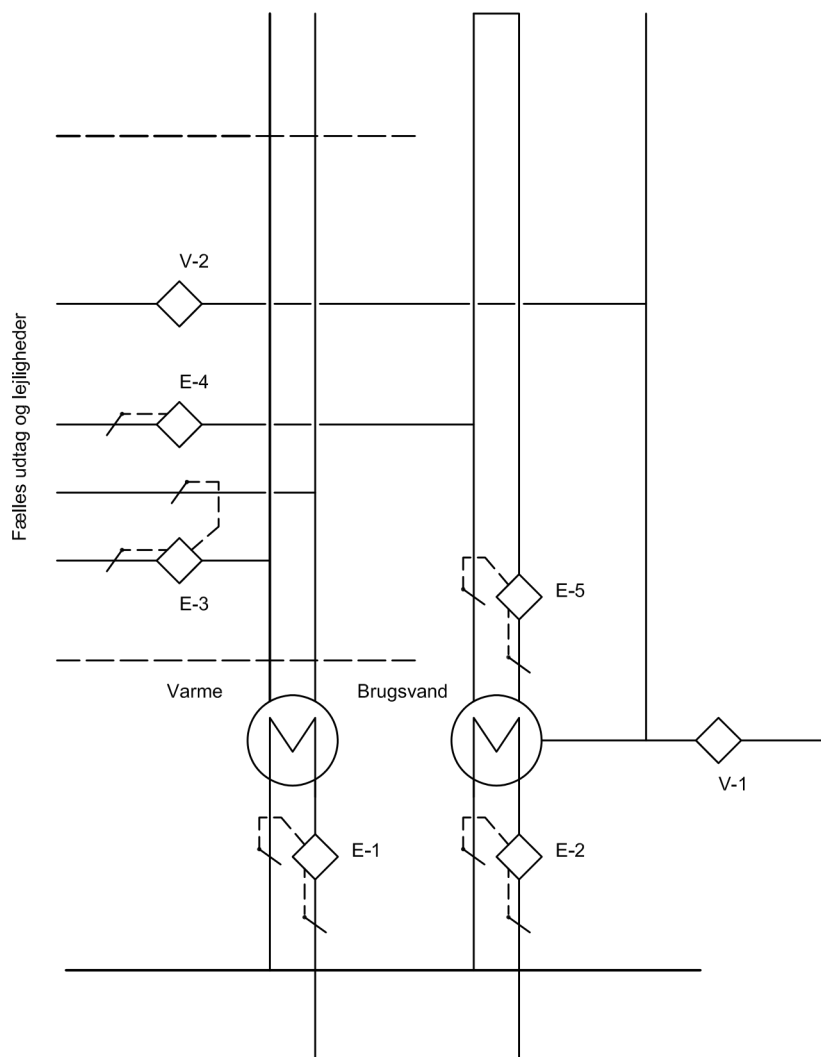 V-2
E-4
Fælles udtag og lejligheder
E-3
E-5
Varme
Brugsvand
V-1
E-1
E-2